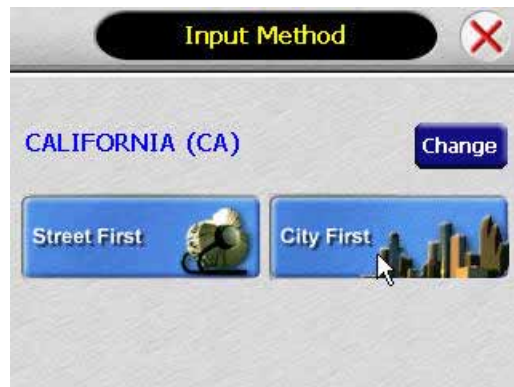 Input Method
CALIFORNIA (CA)
Change
Street First
City First